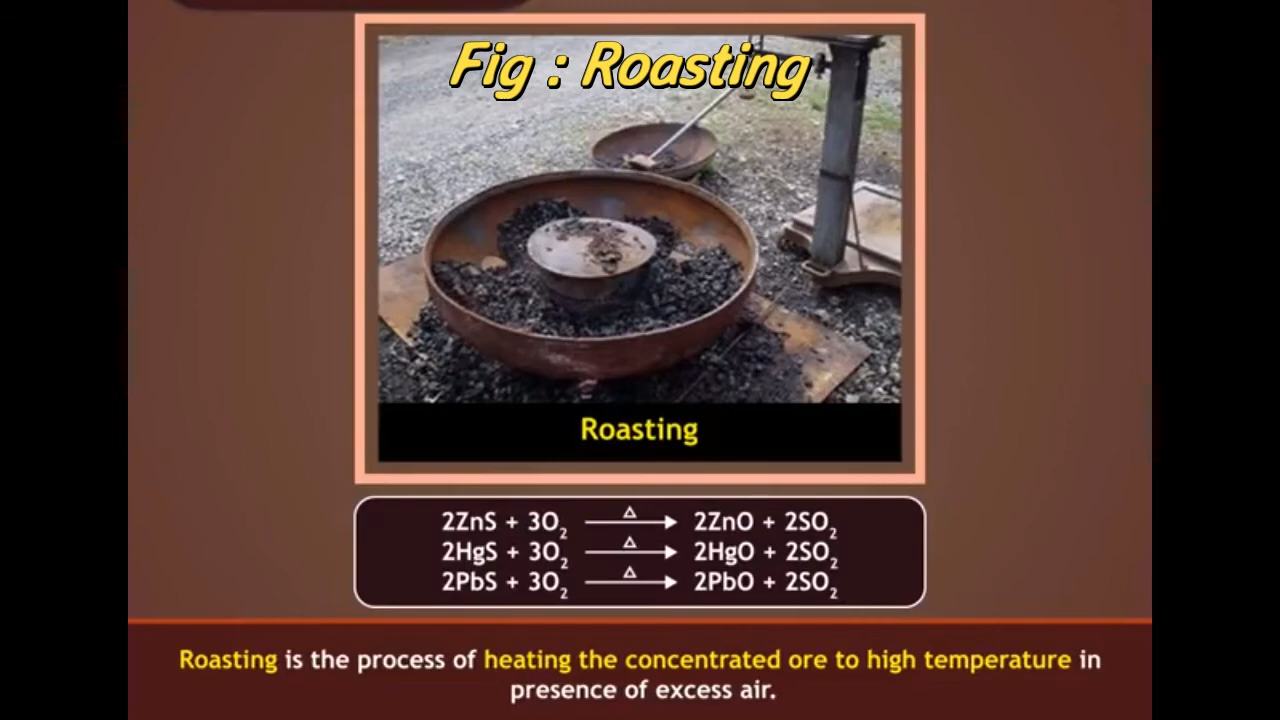 Fig : Roasting
Roasting
2ZnS + 3O₂ △→ 2ZnO + 2SO₂
2HgS + 3O₂ △→ 2HgO + 2SO₂
2PbS + 3O₂ △→ 2PbO + 2SO₂
Roasting is the process of heating the concentrated ore to high temperature in
presence of excess air.